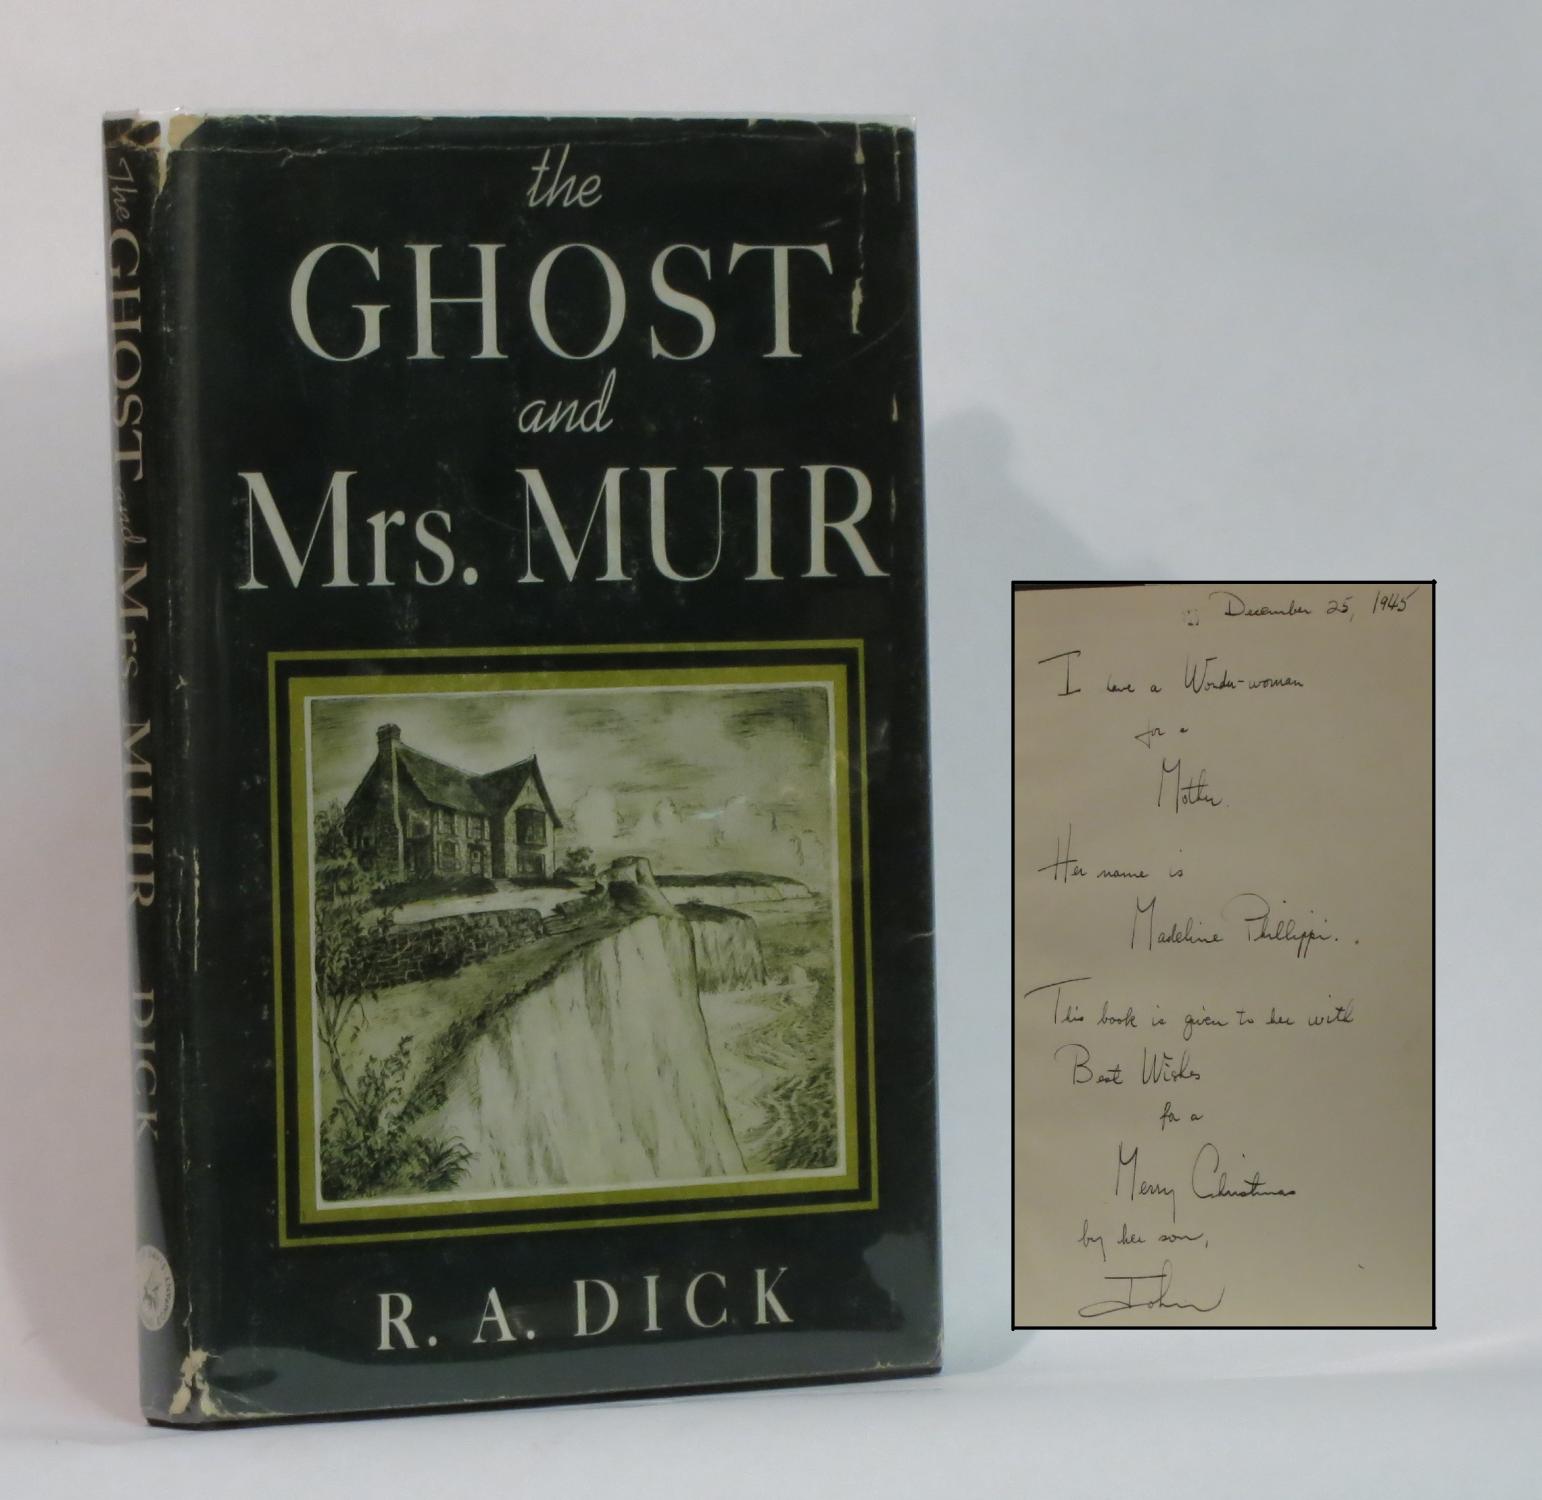 the
GHOST
and
Mrs. MUIR
R. A. DICK
The GHOST and Mrs. MUIR DICK
December 25, 1945
I have a Wonder-woman
for a
Mother.
Her name is
Madeline Phillippi.
This book is given to her with
Best Wishes
for a
Merry Christmas
by her son,
John